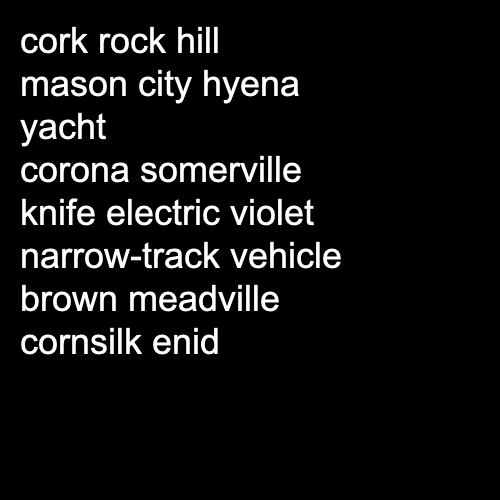 cork rock hill
mason city hyena
yacht
corona somerville
knife electric violet
narrow-track vehicle
brown meadville
cornsilk enid